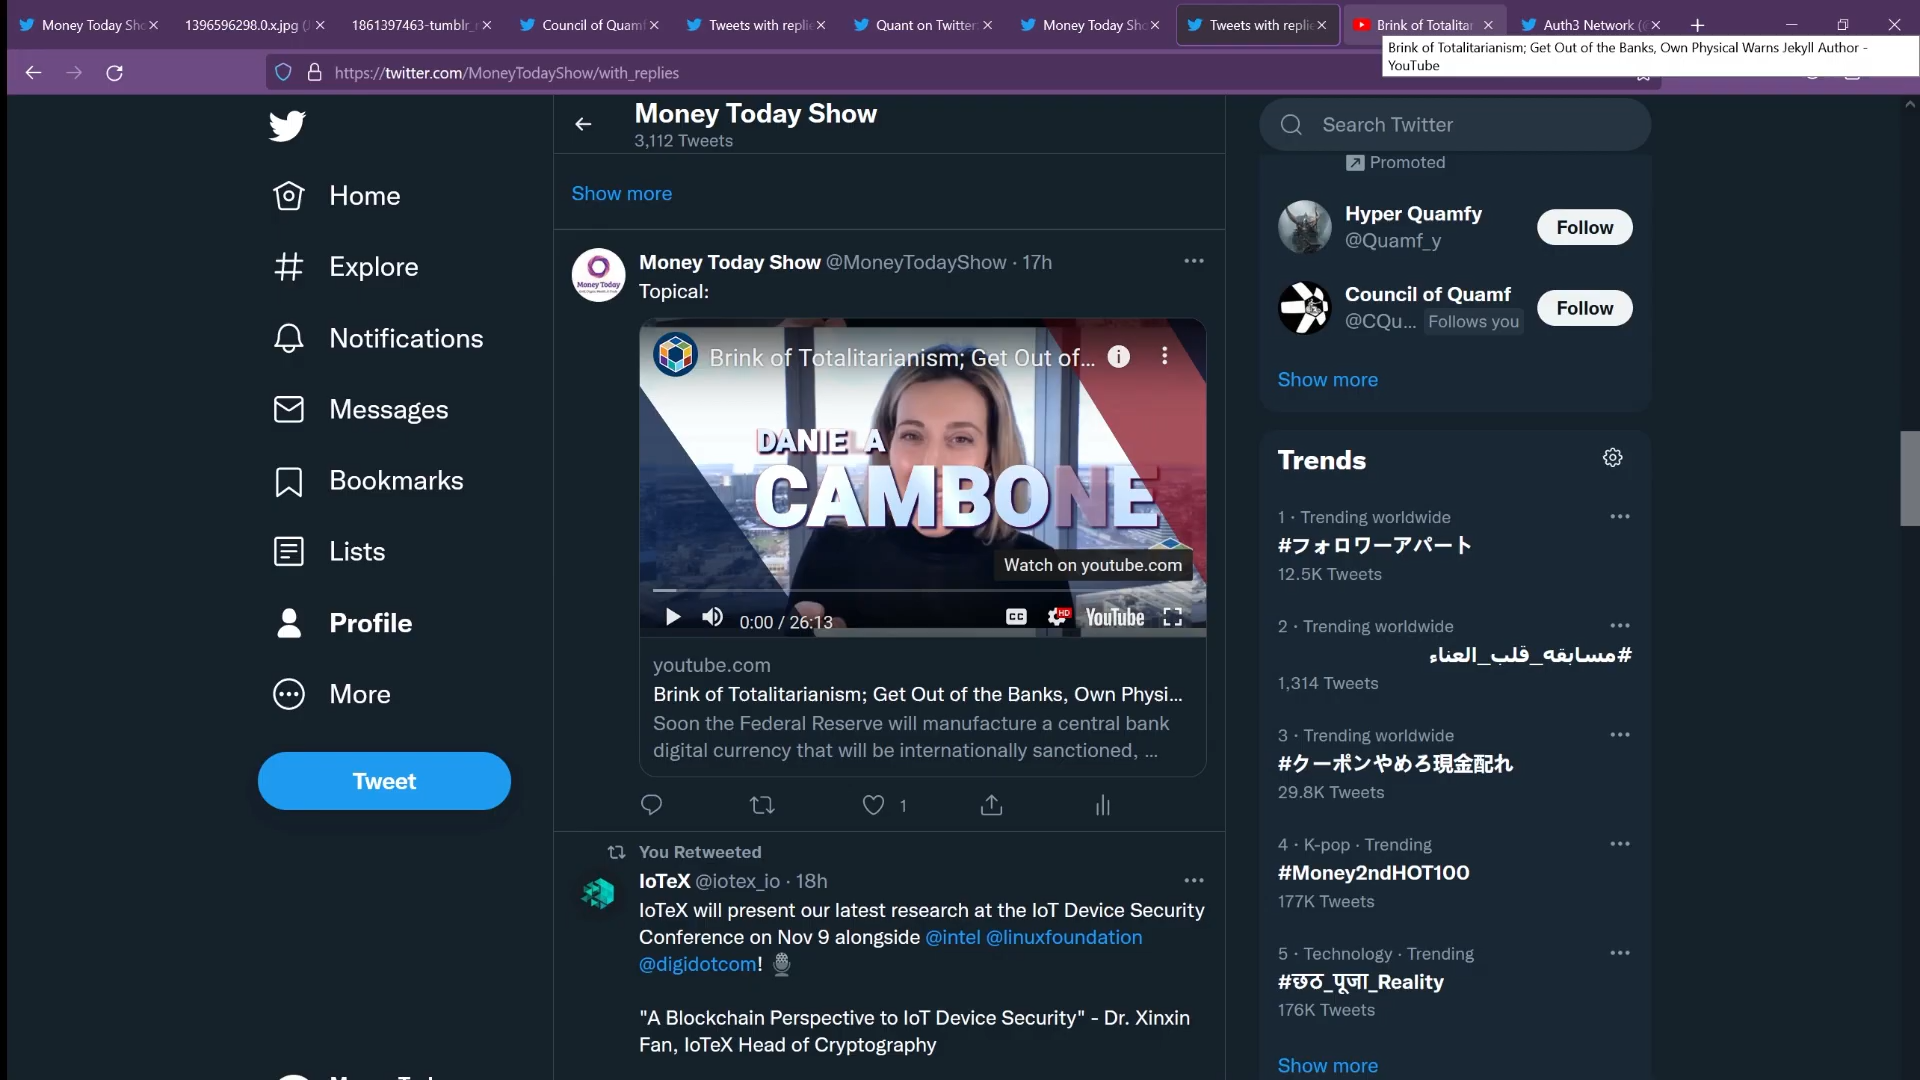 Money Today Sh
1396596298.0.x.jpg (
1861397463-tumblr_
Council of Quamf
Tweets with replie
Quant on Twitter:
Money Today Sh
Tweets with replie
Brink of Totalita
Auth3 Network (
Brink of Totalitarianism; Get Out of the Banks, Own Physical Warns Jekyll Author -
YouTube
https://twitter.com/MoneyTodayShow/with_replies
Home
Explore
Notifications
Messages
Bookmarks
Lists
Profile
More
Tweet
Money Today Show
3,112 Tweets
Show more
Money Today Show @MoneyTodayShow · 17h
Topical:
Money Today
Brink of Totalitarianism; Get Out of...
DANIELA
CAMBONE
Watch on youtube.com
0:00 / 26:13
CC
HD
YouTube
youtube.com
Brink of Totalitarianism; Get Out of the Banks, Own Physi...
Soon the Federal Reserve will manufacture a central bank
digital currency that will be internationally sanctioned, ...
1
You Retweeted
IoTeX @iotex_io · 18h
IoTeX will present our latest research at the IoT Device Security
Conference on Nov 9 alongside @intel @linuxfoundation
@digidotcom!
"A Blockchain Perspective to IoT Device Security" - Dr. Xinxin
Fan, IoTeX Head of Cryptography
Search Twitter
Promoted
Hyper Quamfy
@Quamf_y
Follow
Council of Quamf
@CQu... Follows you
Follow
Show more
Trends
1 · Trending worldwide
#フォロワーアパート
12.5K Tweets
2 · Trending worldwide
#مسابقه_قلب_العناء
1,314 Tweets
3 · Trending worldwide
#クーポンやめろ現金配れ
29.8K Tweets
4 · K-pop · Trending
#Money2ndHOT100
177K Tweets
5 · Technology · Trending
#छठ_पूजा_Reality
176K Tweets
Show more